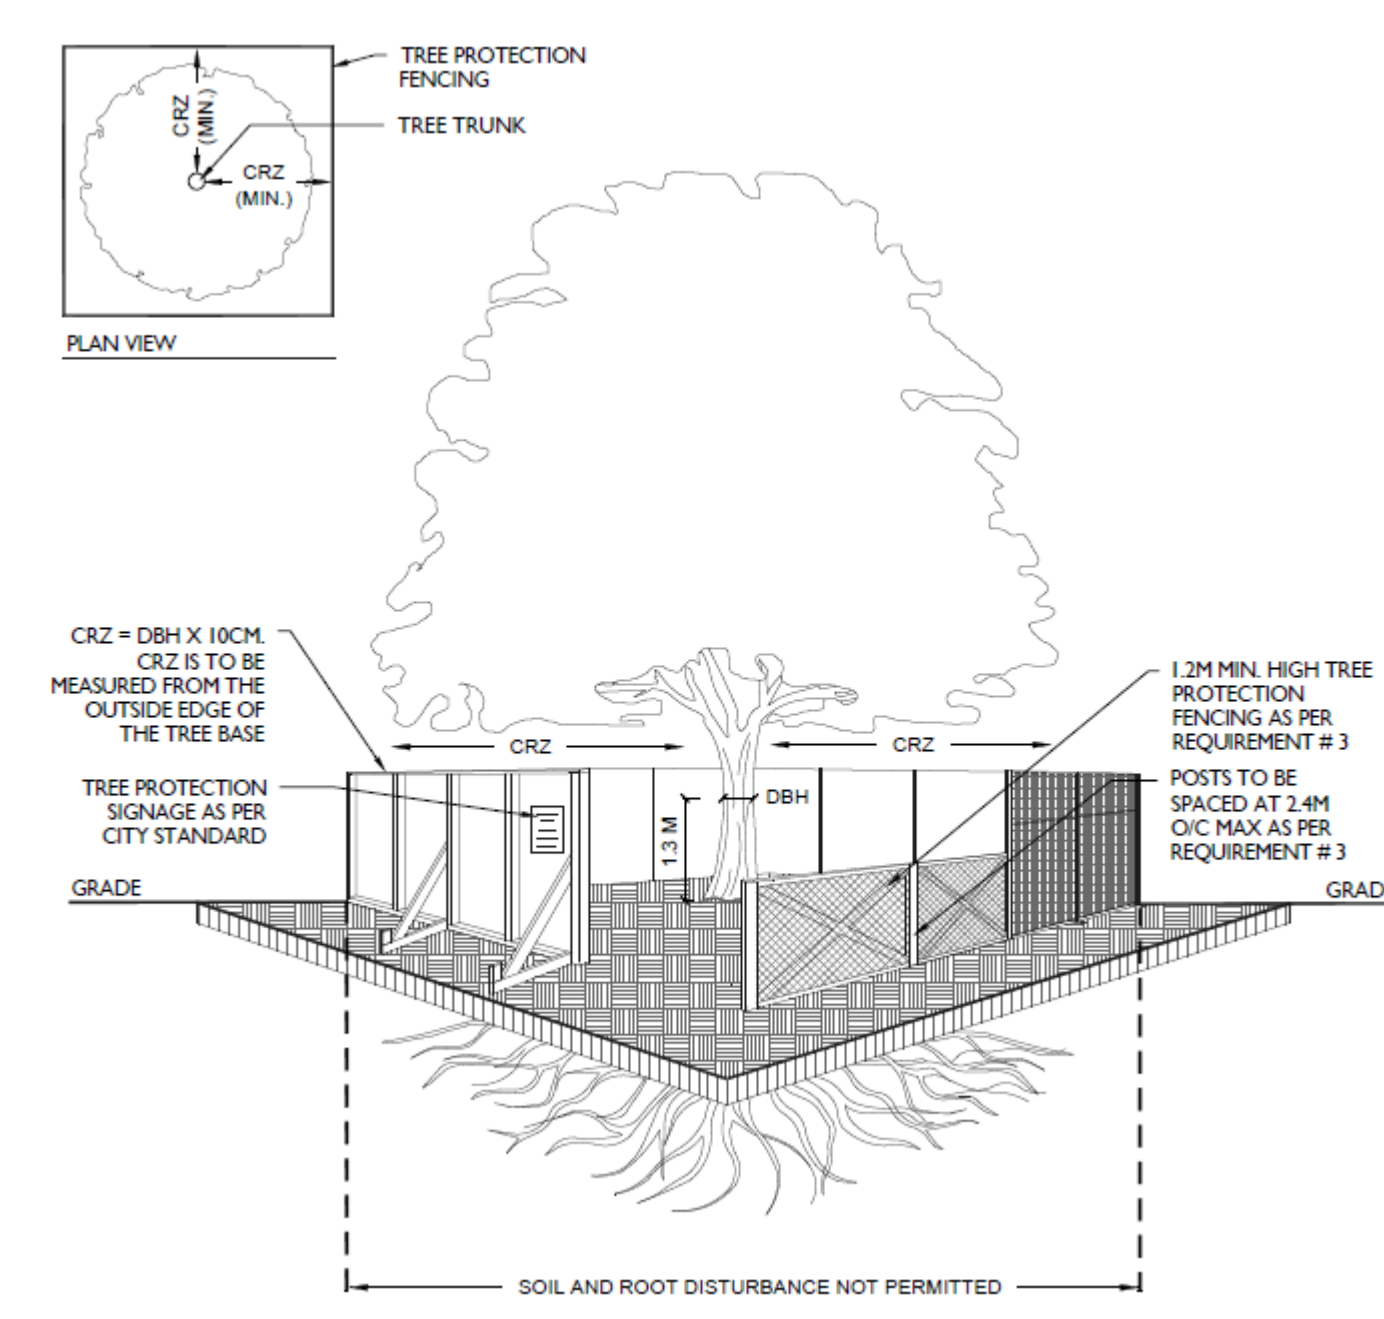 TREE PROTECTION
FENCING
CRZ
(MIN.)
TREE TRUNK
CRZ
(MIN.)
PLAN VIEW
CRZ = DBH X 10CM.
CRZ IS TO BE
MEASURED FROM THE
OUTSIDE EDGE OF
THE TREE BASE
1.2M MIN. HIGH TREE
PROTECTION
FENCING AS PER
REQUIREMENT # 3
CRZ
CRZ
TREE PROTECTION
SIGNAGE AS PER
CITY STANDARD
DBH
1.3 M
POSTS TO BE
SPACED AT 2.4M
O/C MAX AS PER
REQUIREMENT # 3
GRADE
GRAD
SOIL AND ROOT DISTURBANCE NOT PERMITTED